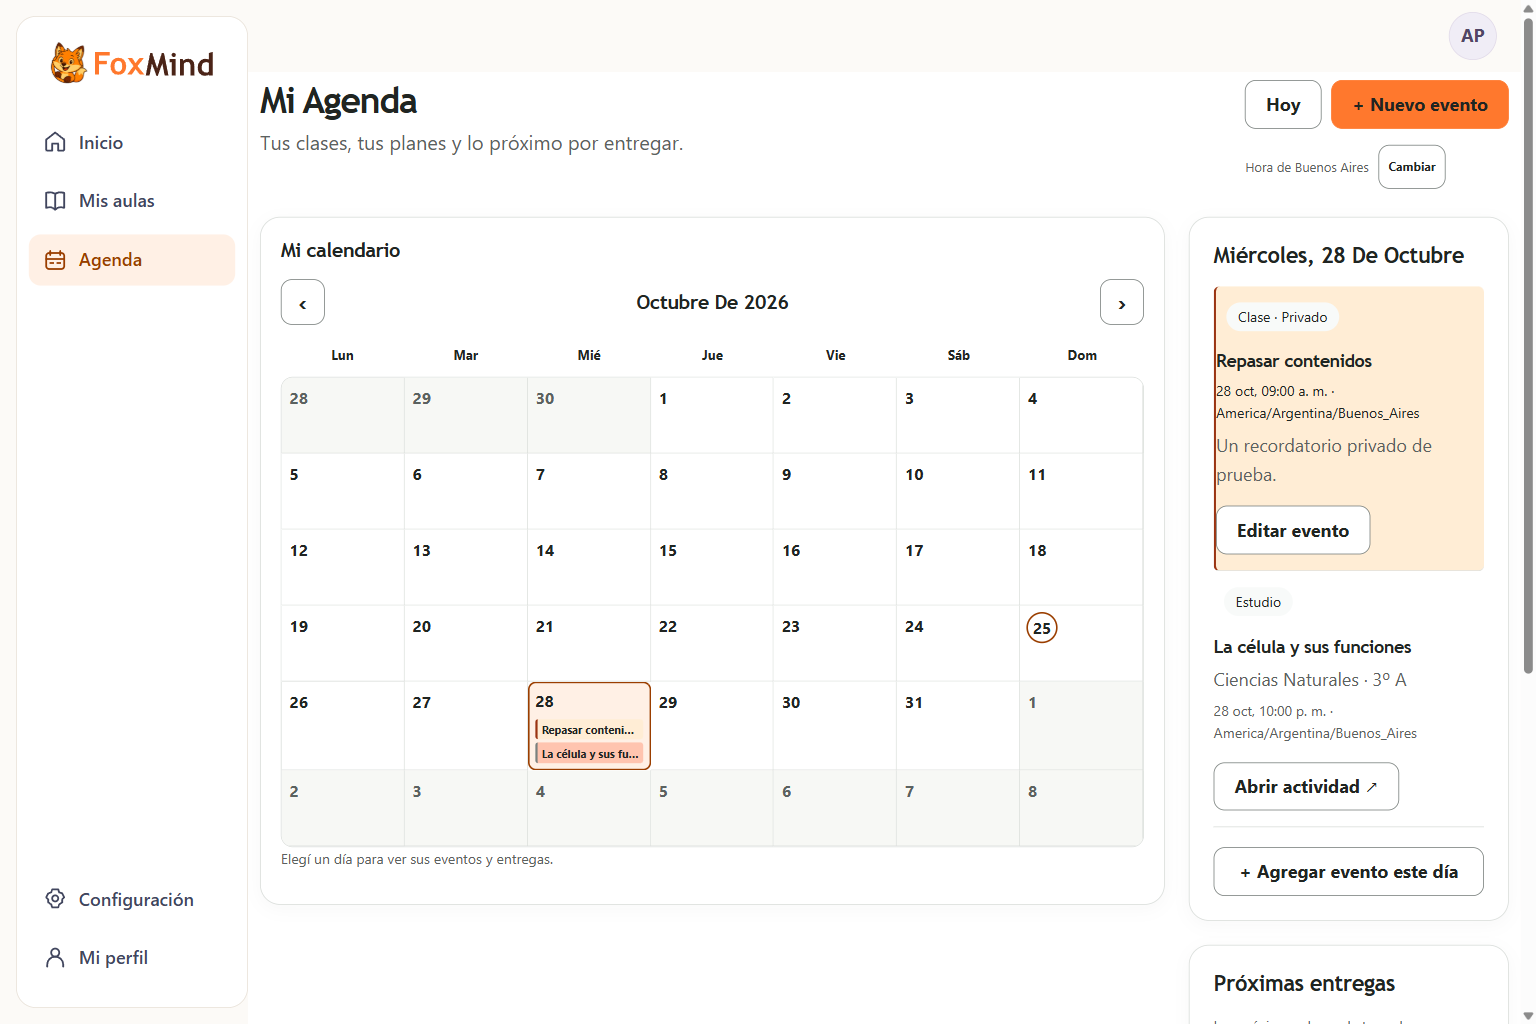 FoxMind
Inicio
Mis aulas
Agenda
Configuración
Mi perfil
AP
Mi Agenda
Tus clases, tus planes y lo próximo por entregar.
Hoy
+ Nuevo evento
Hora de Buenos Aires
Cambiar
Mi calendario
‹
Octubre De 2026
›
Lun Mar Mié Jue Vie Sáb Dom
28 29 30 1 2 3 4
5 6 7 8 9 10 11
12 13 14 15 16 17 18
19 20 21 22 23 24 25
26 27 28 29 30 31 1
Repasar conteni...
La célula y sus fu...
2 3 4 5 6 7 8
Elegí un día para ver sus eventos y entregas.
Miércoles, 28 De Octubre
Clase · Privado
Repasar contenidos
28 oct, 09:00 a. m. ·
America/Argentina/Buenos_Aires
Un recordatorio privado de
prueba.
Editar evento
Estudio
La célula y sus funciones
Ciencias Naturales · 3º A
28 oct, 10:00 p. m. ·
America/Argentina/Buenos_Aires
Abrir actividad ↗
+ Agregar evento este día
Próximas entregas